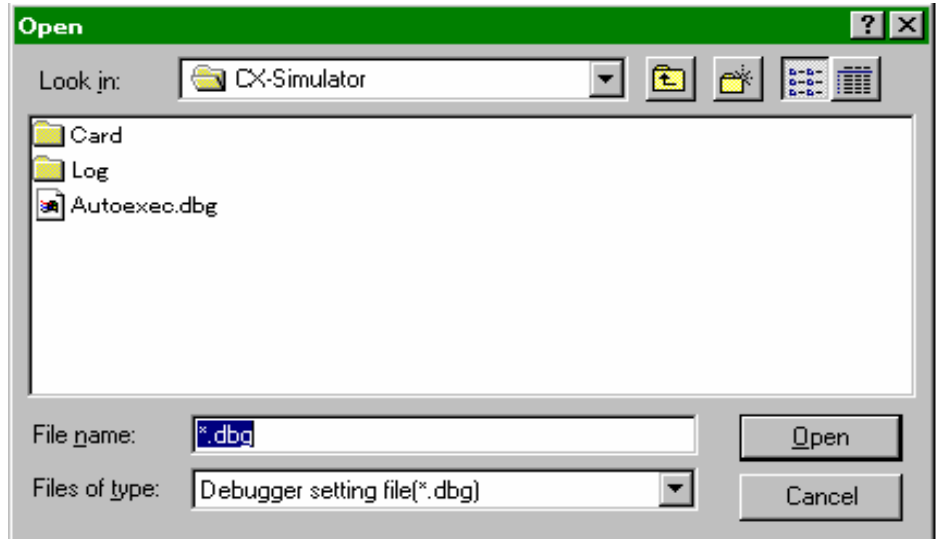 Open
Look in: CX-Simulator
Card
Log
Autoexec.dbg
File name: *.dbg Open
Files of type: Debugger setting file(*.dbg) Cancel